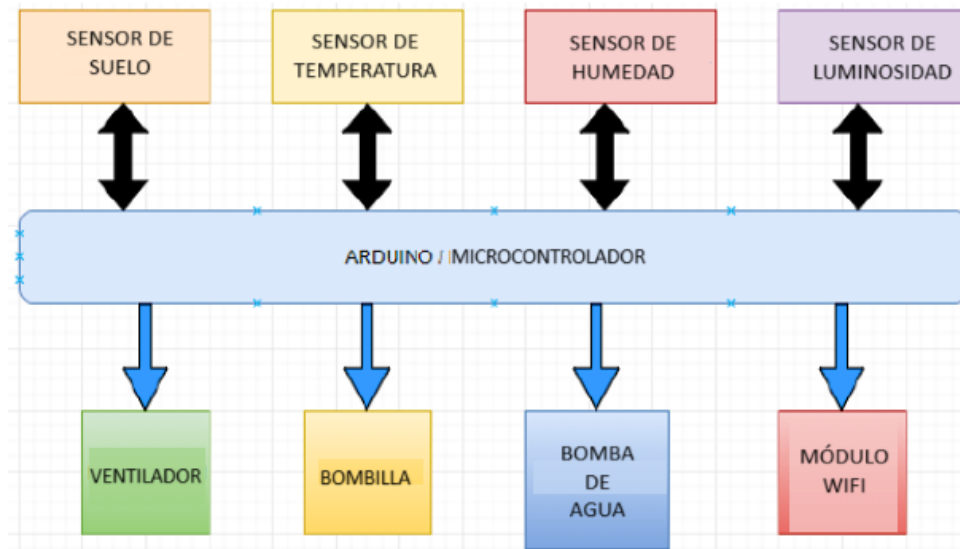 SENSOR DE
SUELO
SENSOR DE
TEMPERATURA
SENSOR DE
HUMEDAD
SENSOR DE
LUMINOSIDAD
ARDUINO / MICROCONTROLADOR
VENTILADOR
BOMBILLA
BOMBA
DE
AGUA
MÓDULO
WIFI